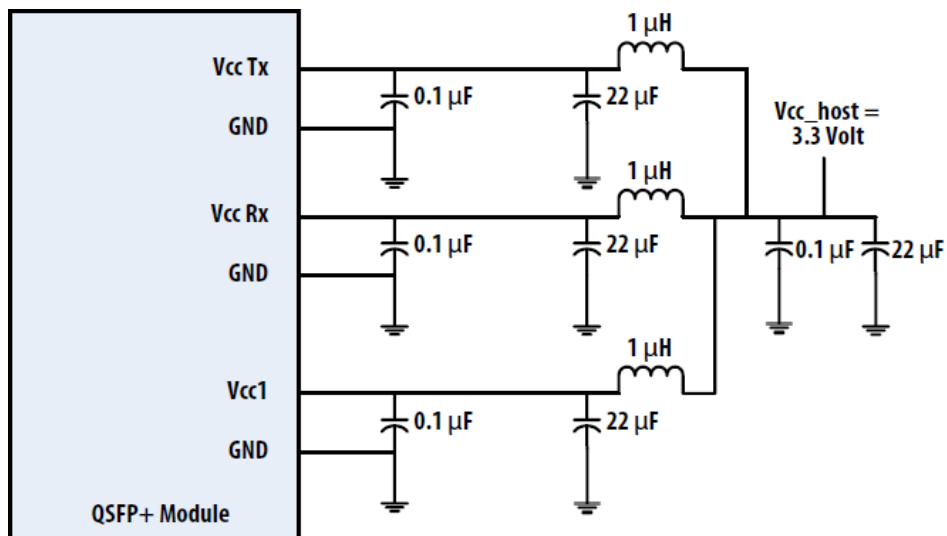 1 µH
Vcc Tx
0.1 µF
22 µF
GND
Vcc_host =
3.3 Volt
1 µH
Vcc Rx
0.1 µF
22 µF
0.1 µF
22 µF
GND
1 µH
Vcc1
0.1 µF
22 µF
GND
QSFP+ Module